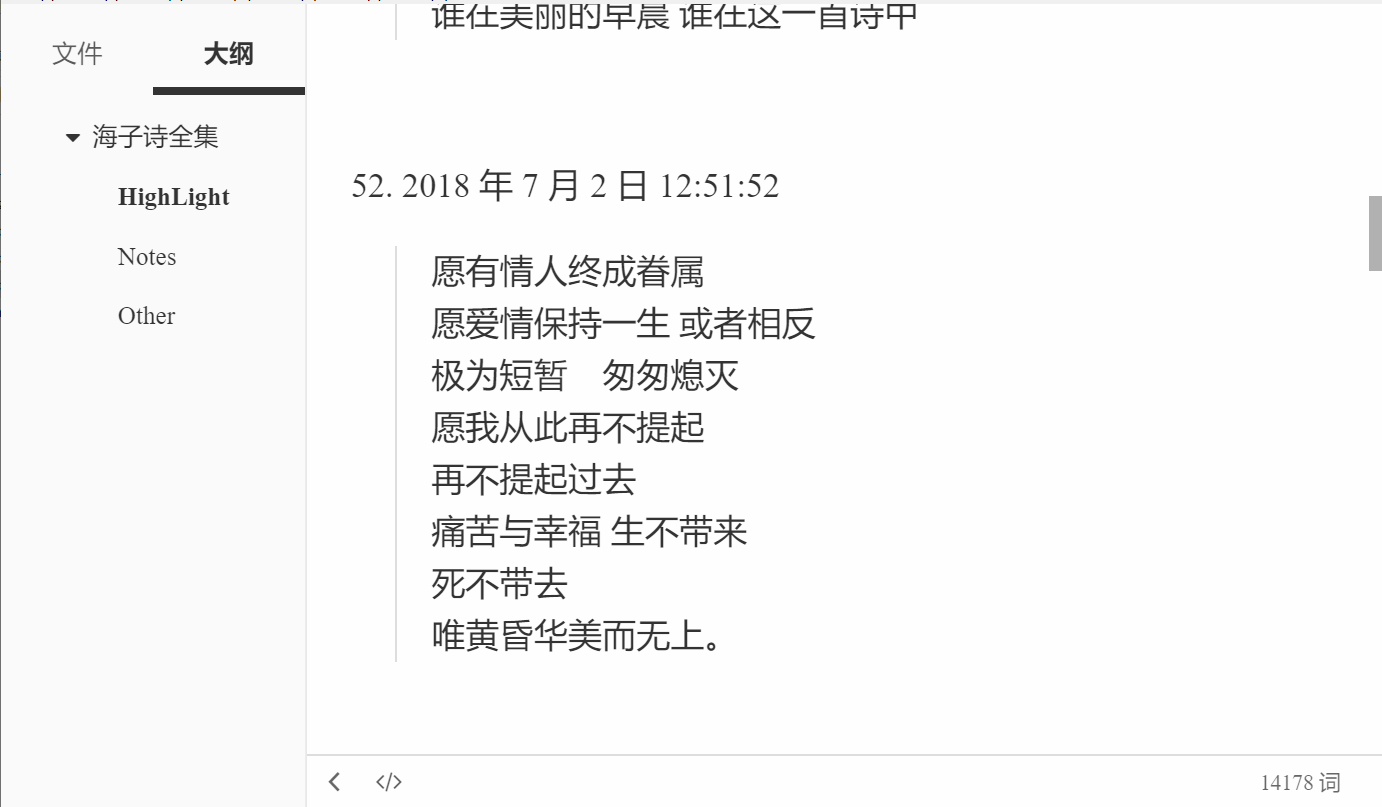 谁在美丽的早晨 谁在这一首诗中
文件
大纲
海子诗全集
HighLight
Notes
Other
52. 2018 年 7 月 2 日 12:51:52
愿有情人终成眷属
愿爱情保持一生 或者相反
极为短暂　匆匆熄灭
愿我从此再不提起
再不提起过去
痛苦与幸福 生不带来
死不带去
唯黄昏华美而无上。
</> 
14178 词